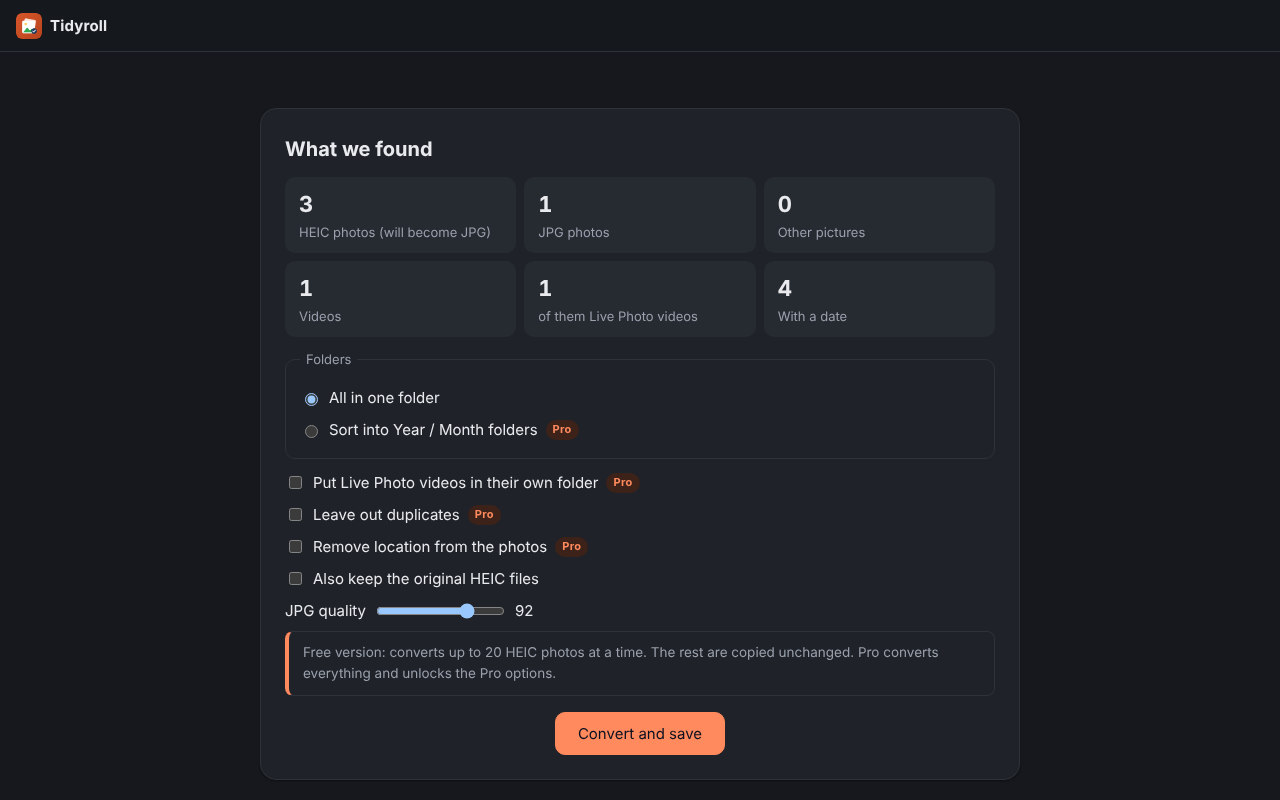 Tidyroll
What we found
3
HEIC photos (will become JPG)
1
JPG photos
0
Other pictures
1
Videos
1
of them Live Photo videos
4
With a date
Folders
All in one folder
Sort into Year / Month folders Pro
Put Live Photo videos in their own folder Pro
Leave out duplicates Pro
Remove location from the photos Pro
Also keep the original HEIC files
JPG quality 92
Free version: converts up to 20 HEIC photos at a time. The rest are copied unchanged. Pro converts
everything and unlocks the Pro options.
Convert and save